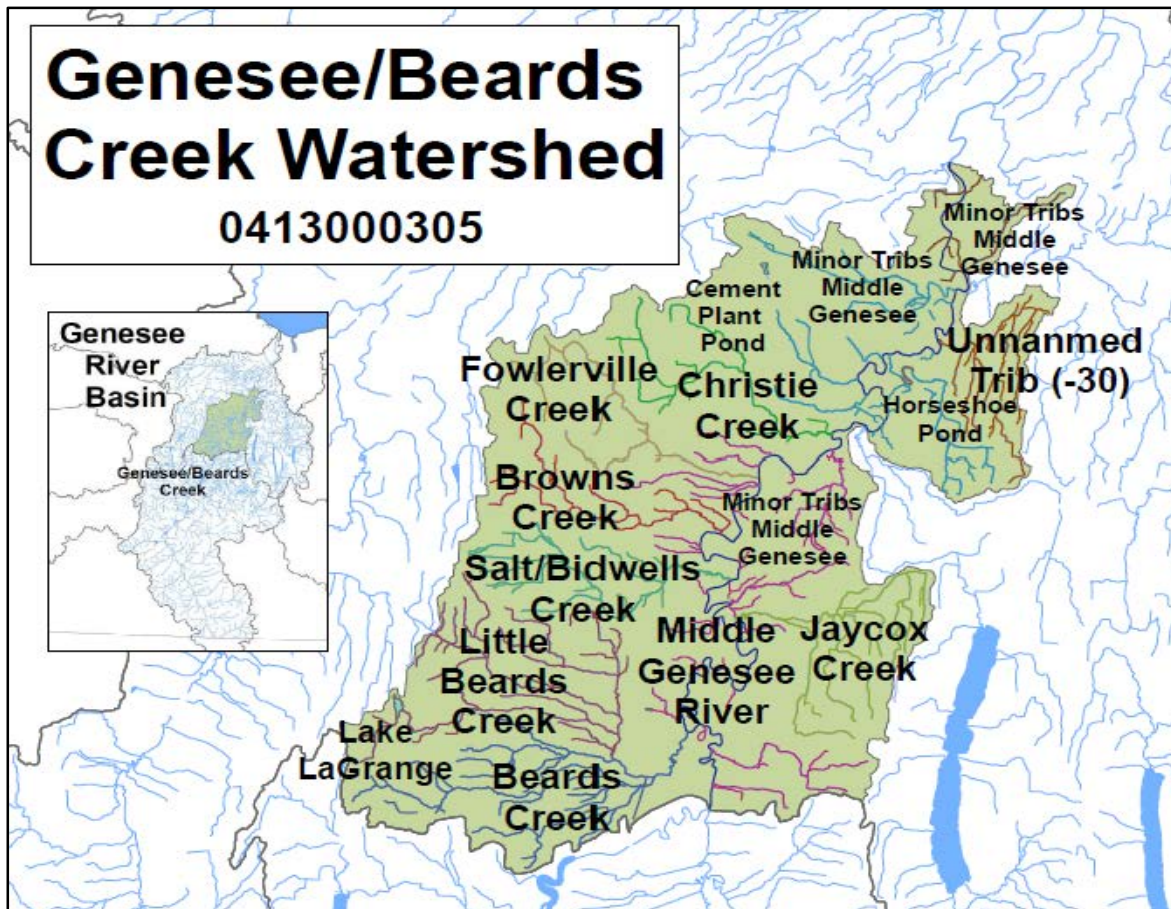 Genesee/Beards
Creek Watershed
0413000305
Genesee
River
Basin
Genesee/Beards
Creek
Minor Tribs
Middle
Genesee
Minor Tribs
Middle
Genesee
Cement
Plant
Pond
Unnanmed
Trib (-30)
Fowlerville
Creek
Christie
Creek
Horseshoe
Pond
Browns
Creek
Minor Tribs
Middle
Genesee
Salt/Bidwells
Creek
Little
Beards
Creek
Middle
Genesee
River
Jaycox
Creek
Lake
LaGrange
Beards
Creek